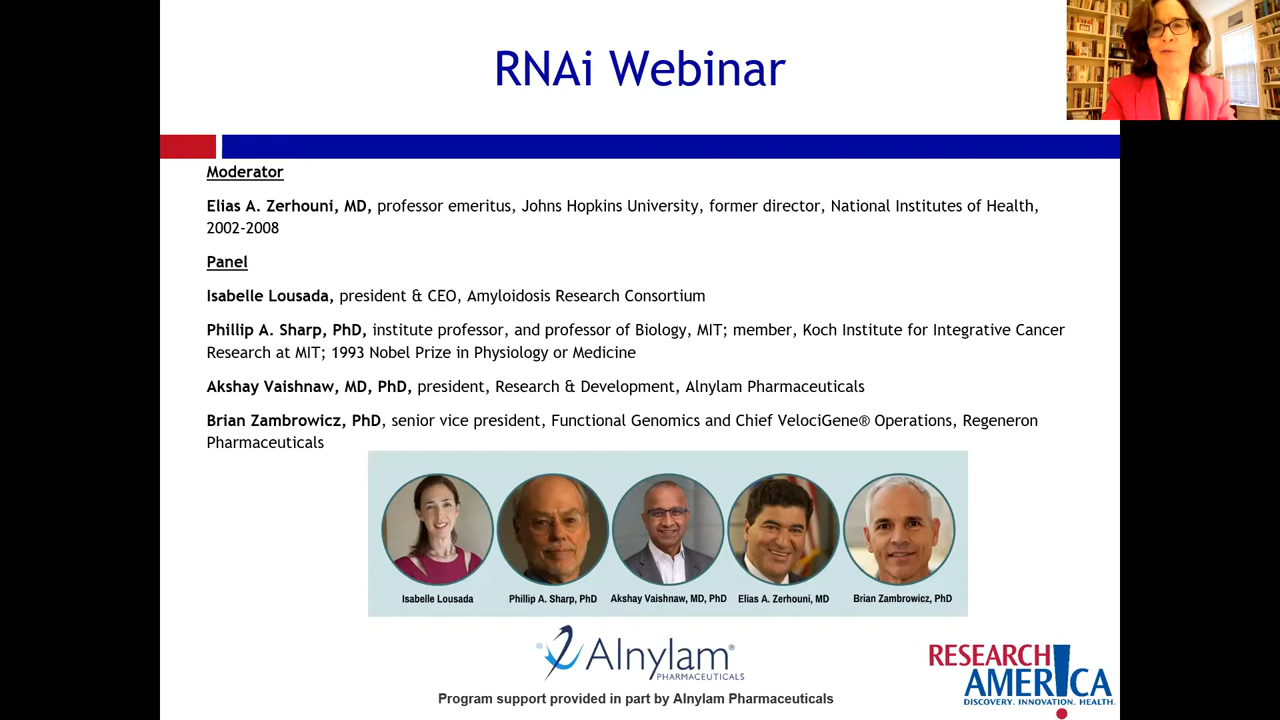 RNAi Webinar
Moderator
Elias A. Zerhouni, MD, professor emeritus, Johns Hopkins University, former director, National Institutes of Health,
2002-2008
Panel
Isabelle Lousada, president & CEO, Amyloidosis Research Consortium
Phillip A. Sharp, PhD, institute professor, and professor of Biology, MIT; member, Koch Institute for Integrative Cancer
Research at MIT; 1993 Nobel Prize in Physiology or Medicine
Akshay Vaishnaw, MD, PhD, president, Research & Development, Alnylam Pharmaceuticals
Brian Zambrowicz, PhD, senior vice president, Functional Genomics and Chief VelociGene® Operations, Regeneron
Pharmaceuticals
Isabelle Lousada
Phillip A. Sharp, PhD
Akshay Vaishnaw, MD, PhD
Elias A. Zerhouni, MD
Brian Zambrowicz, PhD
Alnylam®
PHARMACEUTICALS
Program support provided in part by Alnylam Pharmaceuticals
RESEARCH
AMER!CA
DISCOVERY. INNOVATION. HEALTH.